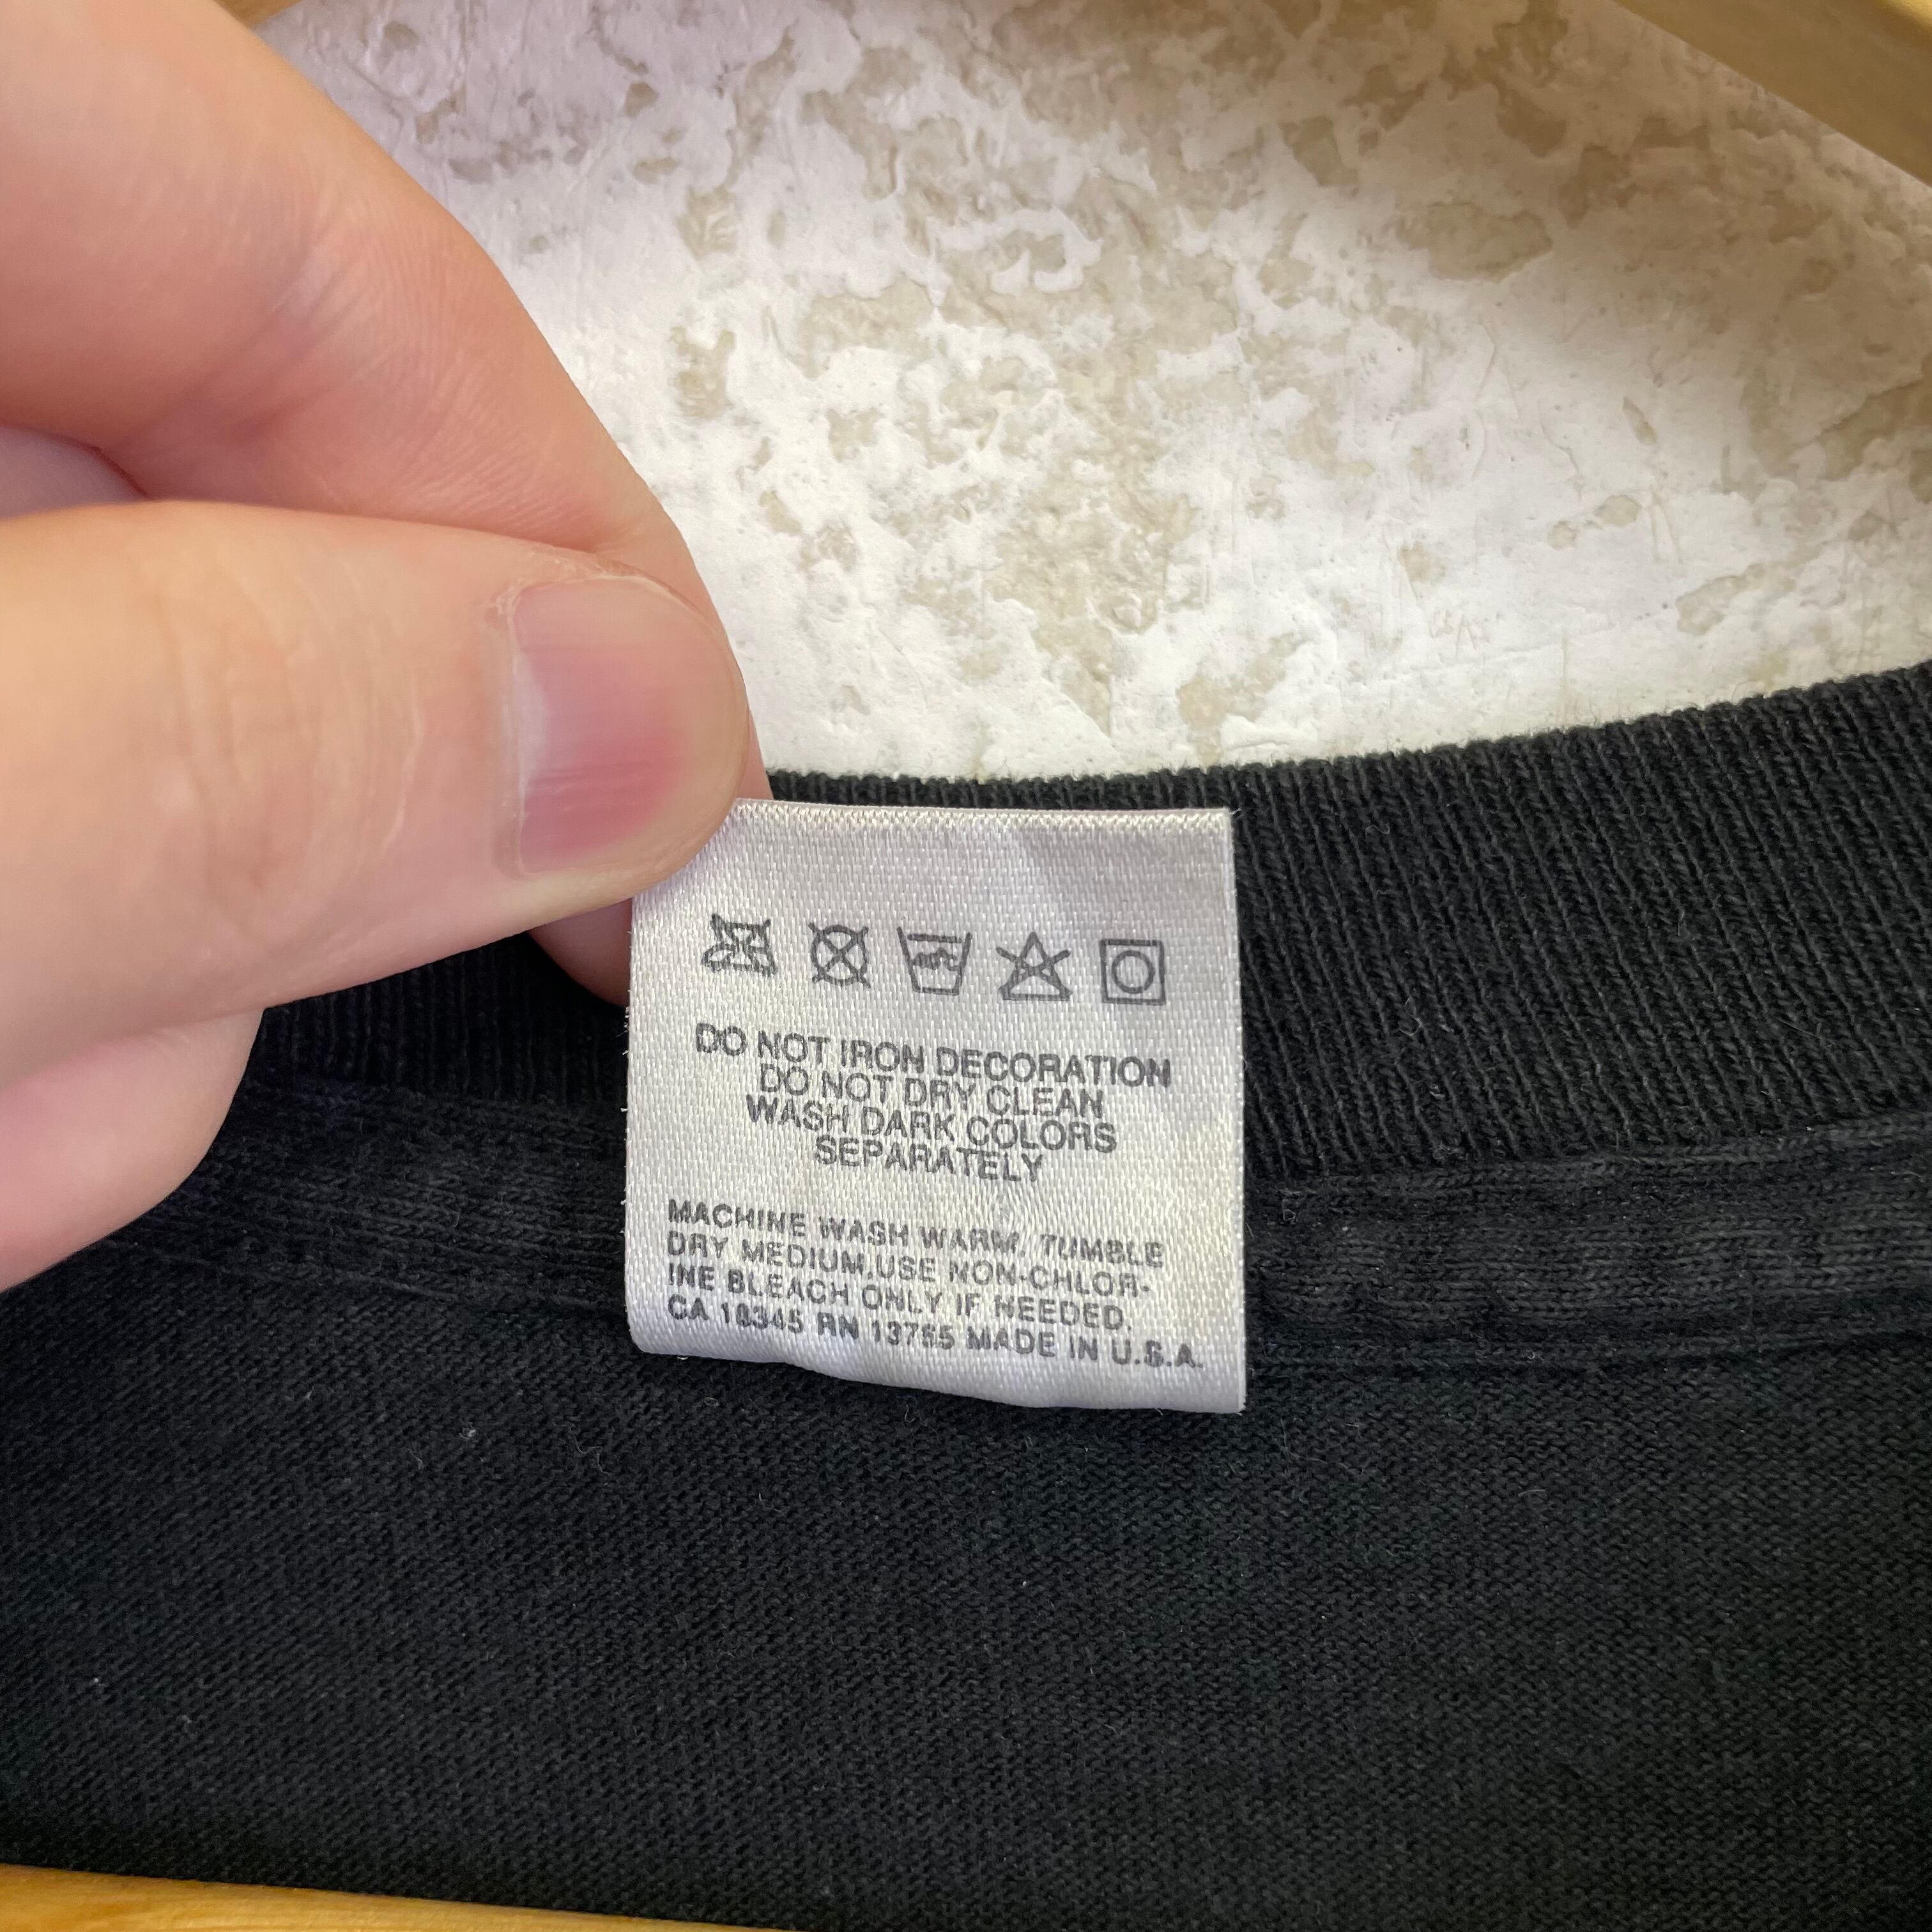 DO NOT IRON DECORATION
DO NOT DRY CLEAN
WASH DARK COLORS
SEPARATELY
MACHINE WASH WARM, TUMBLE
DRY MEDIUM,USE NON-CHLOR-
INE BLEACH ONLY IF NEEDED.
CA 18345 RN 13765 MADE IN U.S.A.